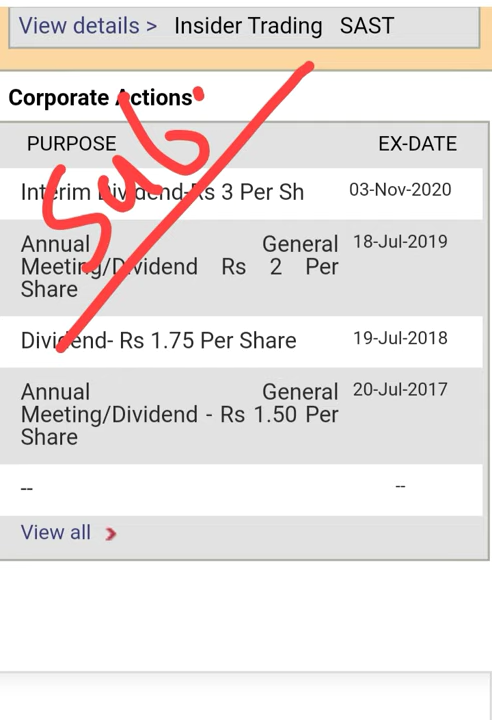 View details > Insider Trading SAST
Corporate Actions
PURPOSE EX-DATE
Interim Dividend-Rs 3 Per Sh 03-Nov-2020
Annual General 18-Jul-2019
Meeting/Dividend Rs 2 Per
Share
Dividend- Rs 1.75 Per Share 19-Jul-2018
Annual General 20-Jul-2017
Meeting/Dividend - Rs 1.50 Per
Share
-- --
View all >